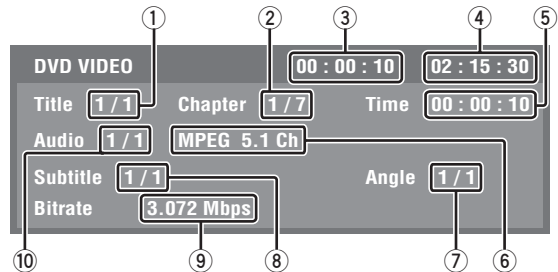 ① ② ③ ④ ⑤
DVD VIDEO 00 : 00 : 10 02 : 15 : 30
Title 1 / 1 Chapter 1 / 7 Time 00 : 00 : 10
Audio 1 / 1 MPEG 5.1 Ch
Subtitle 1 / 1 Angle 1 / 1
Bitrate 3.072 Mbps
⑩ ⑨ ⑧ ⑦ ⑥